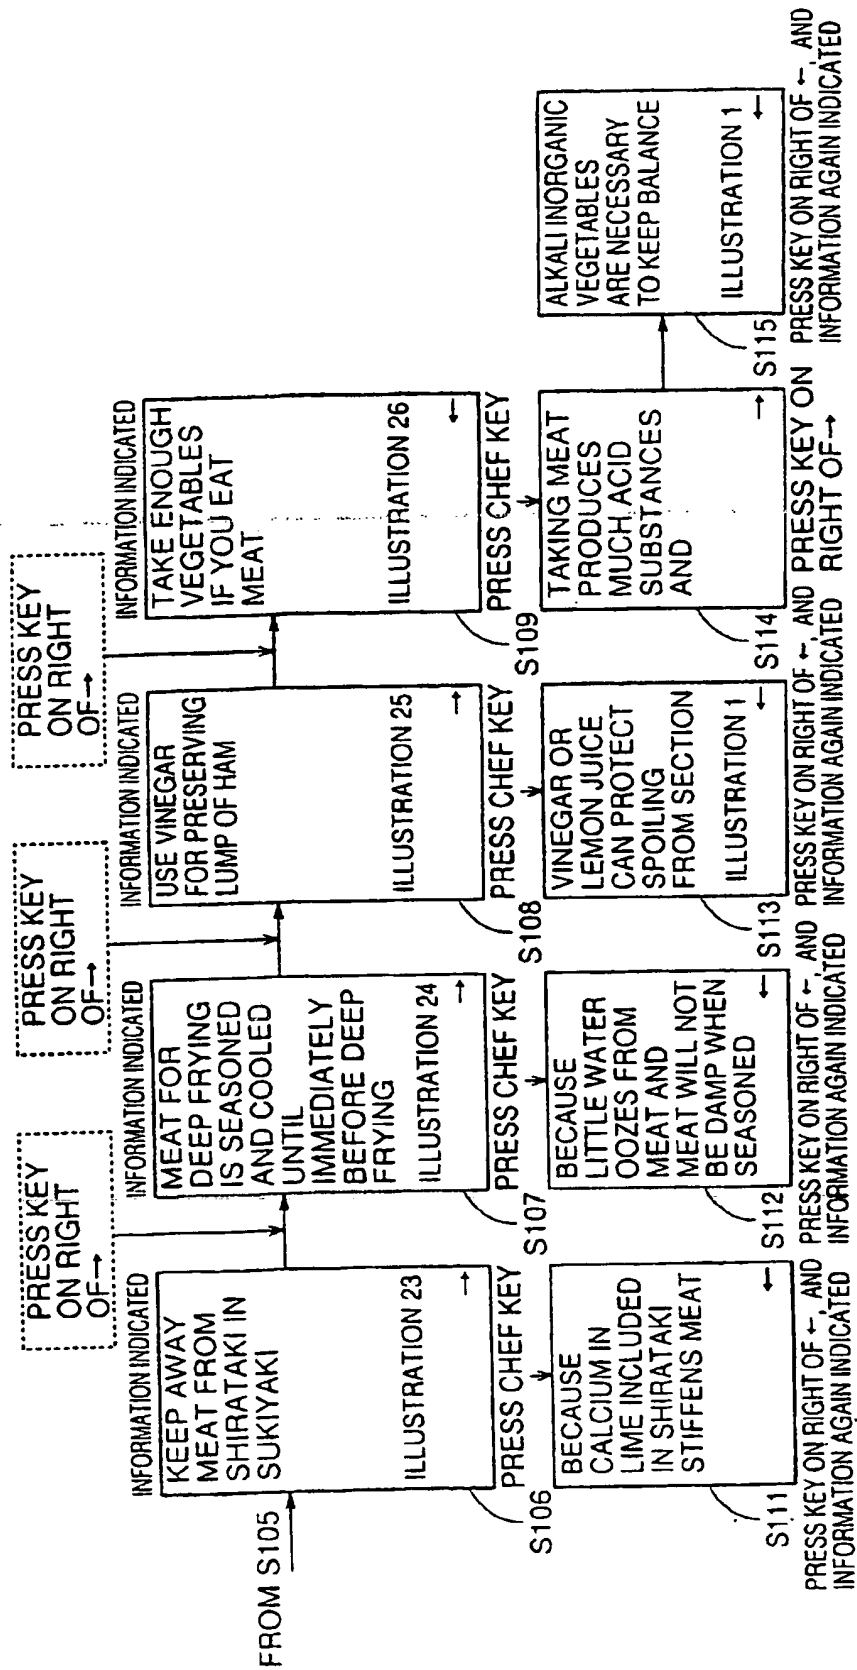 FROM S105
INFORMATION INDICATED
KEEP AWAY
MEAT FROM
SHIRATAKI IN
SUKIYAKI
ILLUSTRATION 23
→
S106
PRESS CHEF KEY
BECAUSE
CALCIUM IN
LIME INCLUDED
IN SHIRATAKI
STIFFENS MEAT
←
S111
PRESS KEY ON RIGHT OF ←, AND
INFORMATION AGAIN INDICATED
PRESS KEY
ON RIGHT
OF→
INFORMATION INDICATED
MEAT FOR
DEEP FRYING
IS SEASONED
AND COOLED
UNTIL
IMMEDIATELY
BEFORE DEEP
FRYING
ILLUSTRATION 24
→
S107
PRESS CHEF KEY
BECAUSE
LITTLE WATER
OOZES FROM
MEAT AND
MEAT WILL NOT
BE DAMP WHEN
SEASONED
←
S112
PRESS KEY ON RIGHT OF ←, AND
INFORMATION AGAIN INDICATED
PRESS KEY
ON RIGHT
OF→
INFORMATION INDICATED
USE VINEGAR
FOR PRESERVING
LUMP OF HAM
ILLUSTRATION 25
→
S108
PRESS CHEF KEY
VINEGAR OR
LEMON JUICE
CAN PROTECT
SPOILING
FROM SECTION
ILLUSTRATION 1
←
S113
PRESS KEY ON RIGHT OF ←, AND
INFORMATION AGAIN INDICATED
PRESS KEY
ON RIGHT
OF→
INFORMATION INDICATED
TAKE ENOUGH
VEGETABLES
IF YOU EAT
MEAT
ILLUSTRATION 26
←
S109
PRESS CHEF KEY
TAKING MEAT
PRODUCES
MUCH ACID
SUBSTANCES
AND
→
S114
PRESS KEY ON
RIGHT OF→
ALKALI INORGANIC
VEGETABLES
ARE NECESSARY
TO KEEP BALANCE
ILLUSTRATION 1
←
S115
PRESS KEY ON RIGHT OF ←, AND
INFORMATION AGAIN INDICATED